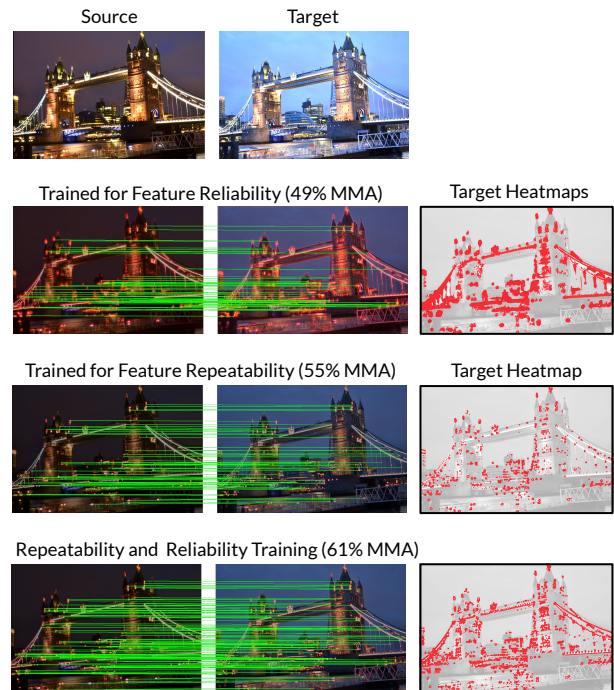 Source
Target
Trained for Feature Reliability (49% MMA)
Target Heatmaps
Trained for Feature Repeatability (55% MMA)
Target Heatmap
Repeatability and Reliability Training (61% MMA)